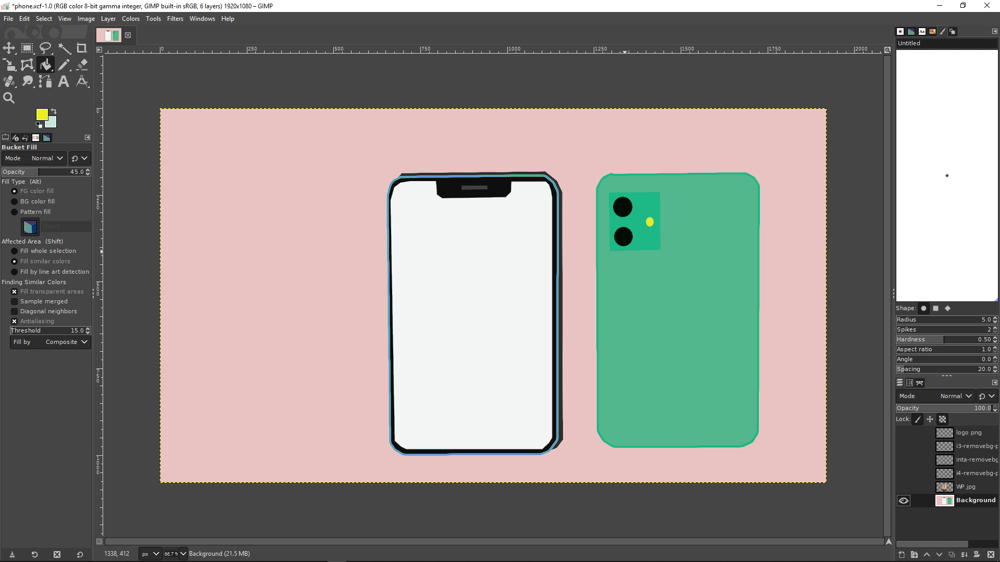 *phone.xcf-1.0 (RGB color 8-bit gamma integer, GIMP built-in sRGB, 6 layers) 1920x1080 – GIMP
File Edit Select View Image Layer Colors Tools Filters Windows Help
Untitled
0 250 500 750 1000 1250 1500 1750 2000
0
250
500
750
1000
Bucket Fill
Mode Normal
Opacity 45.0
Fill Type (Alt)
FG color fill
BG color fill
Pattern fill
Qbert
Affected Area (Shift)
Fill whole selection
Fill similar colors
Fill by line art detection
Finding Similar Colors
Fill transparent areas
Sample merged
Diagonal neighbors
Antialiasing
Threshold 15.0
Fill by Composite
Aa
Shape:
Radius 5.0
Spikes 2
Hardness 0.50
Aspect ratio 1.0
Angle 0.0
Spacing 20.0
Mode Normal
Opacity 100.0
Lock:
logo.png
i3-removebg-p
inta-removebg
i4-removebg-p
WP.jpg
Background
1338, 412 px 66.7 % Background (21.5 MB)